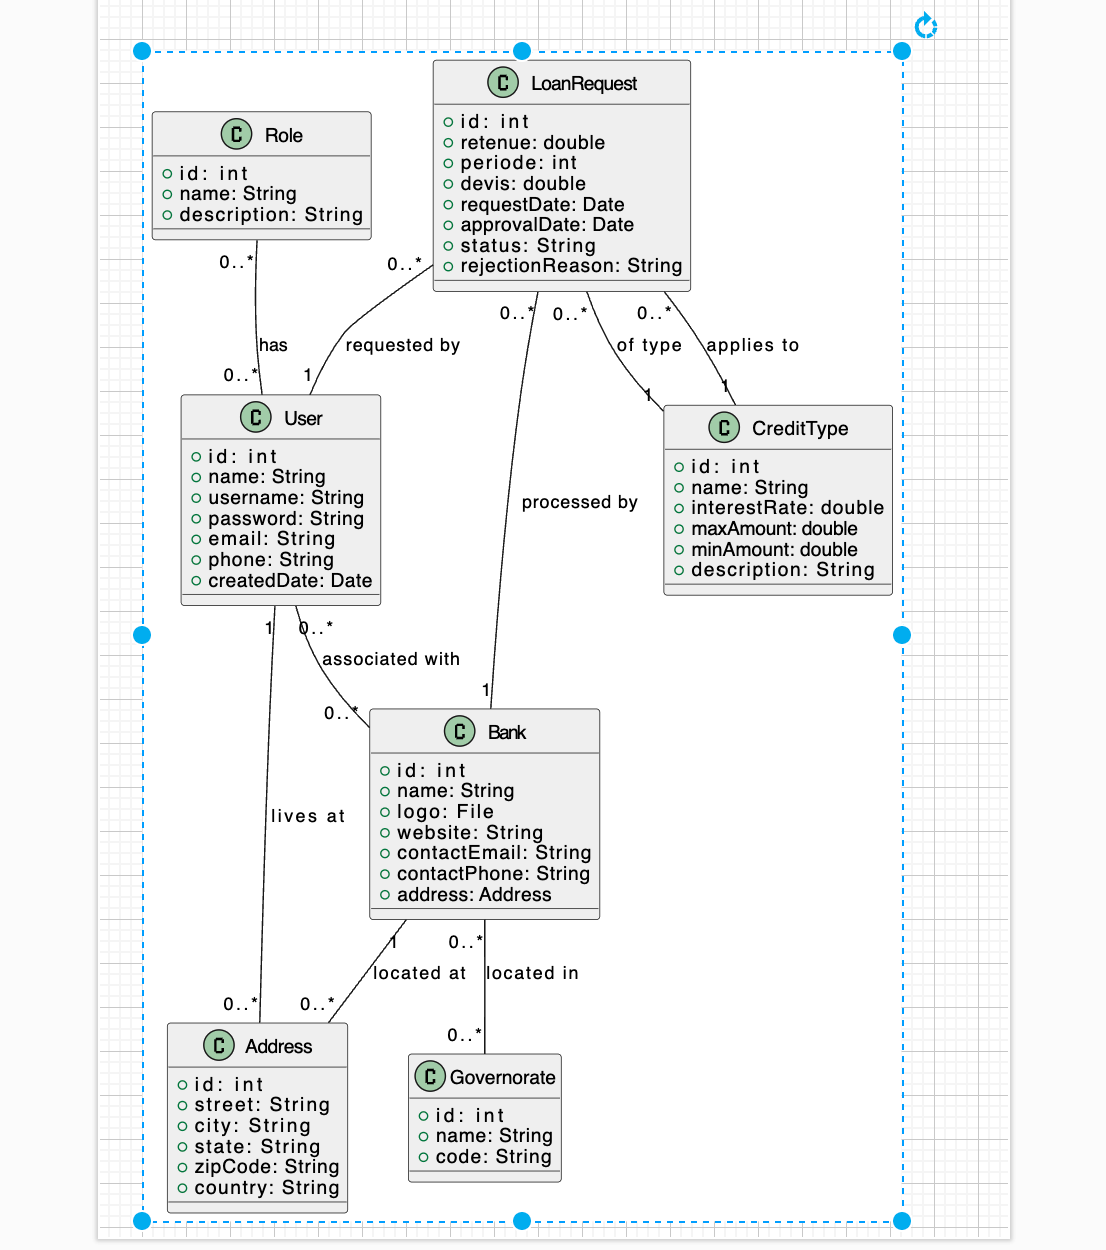 C LoanRequest
id: int
retenue: double
periode: int
devis: double
requestDate: Date
approvalDate: Date
status: String
rejectionReason: String
C Role
id: int
name: String
description: String
0..*
0..*
0..*
0..*
0..*
has
requested by
of type
applies to
0..*
1
1
1
C User
id: int
name: String
username: String
password: String
email: String
phone: String
createdDate: Date
C CreditType
id: int
name: String
interestRate: double
maxAmount: double
minAmount: double
description: String
processed by
1
0..*
associated with
0..*
1
C Bank
id: int
name: String
logo: File
website: String
contactEmail: String
contactPhone: String
address: Address
lives at
1
0..*
located at
located in
0..*
0..*
0..*
C Address
id: int
street: String
city: String
state: String
zipCode: String
country: String
C Governorate
id: int
name: String
code: String